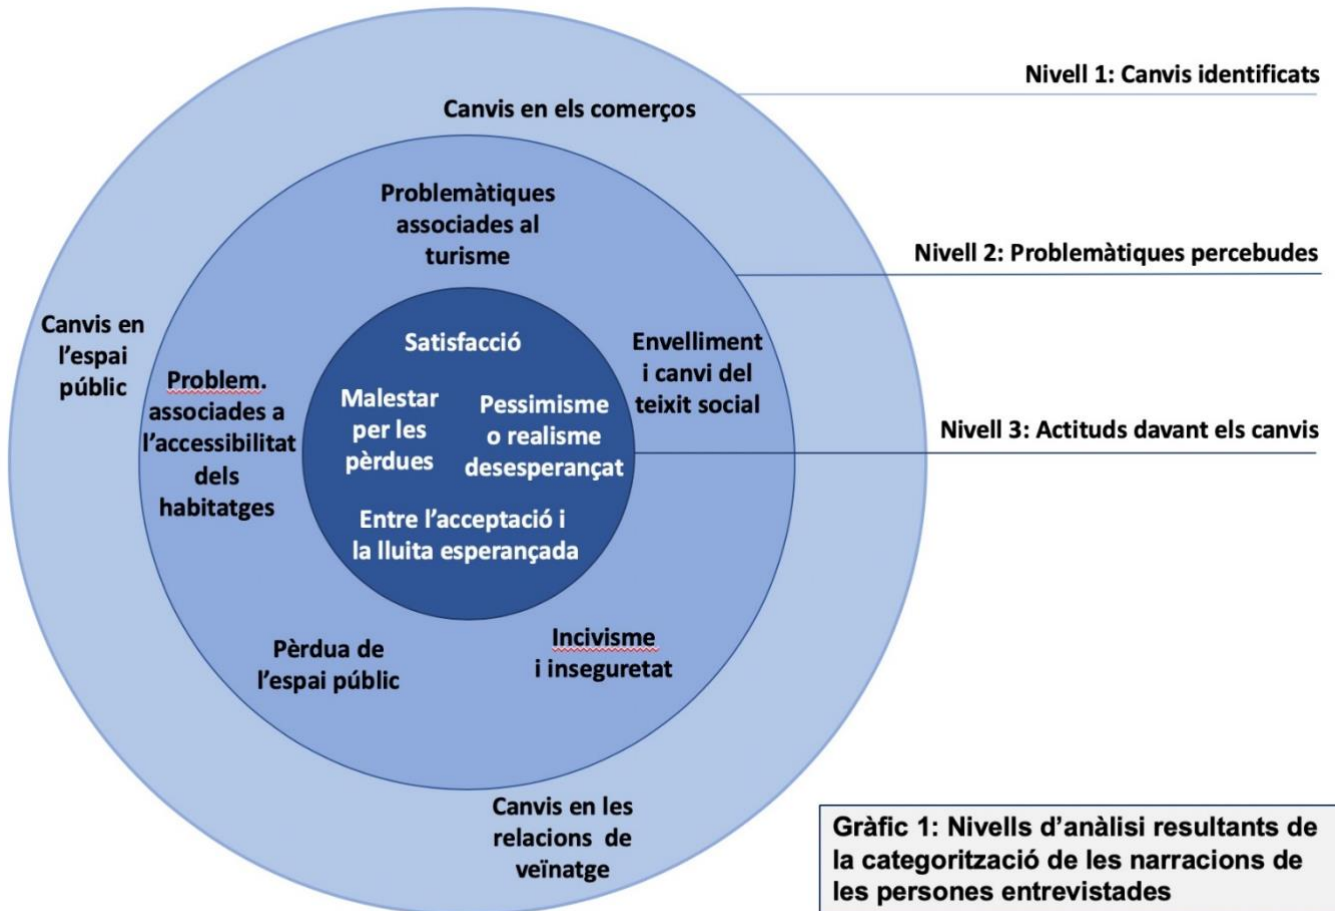 Nivell 1: Canvis identificats
Canvis en els comerços
Problemàtiques
associades al
turisme
Nivell 2: Problemàtiques percebudes
Canvis en
l’espai
públic
Problem.
associades a
l’accessibilitat
dels
habitatges
Satisfacció
Malestar
per les
pèrdues
Pessimisme
o realisme
desesperançat
Entre l’acceptació i
la lluita esperançada
Envelliment
i canvi del
teixit social
Nivell 3: Actituds davant els canvis
Pèrdua de
l’espai públic
Incivisme
i inseguretat
Canvis en les
relacions de
veïnatge
Gràfic 1: Nivells d’anàlisi resultants de
la categorització de les narracions de
les persones entrevistades